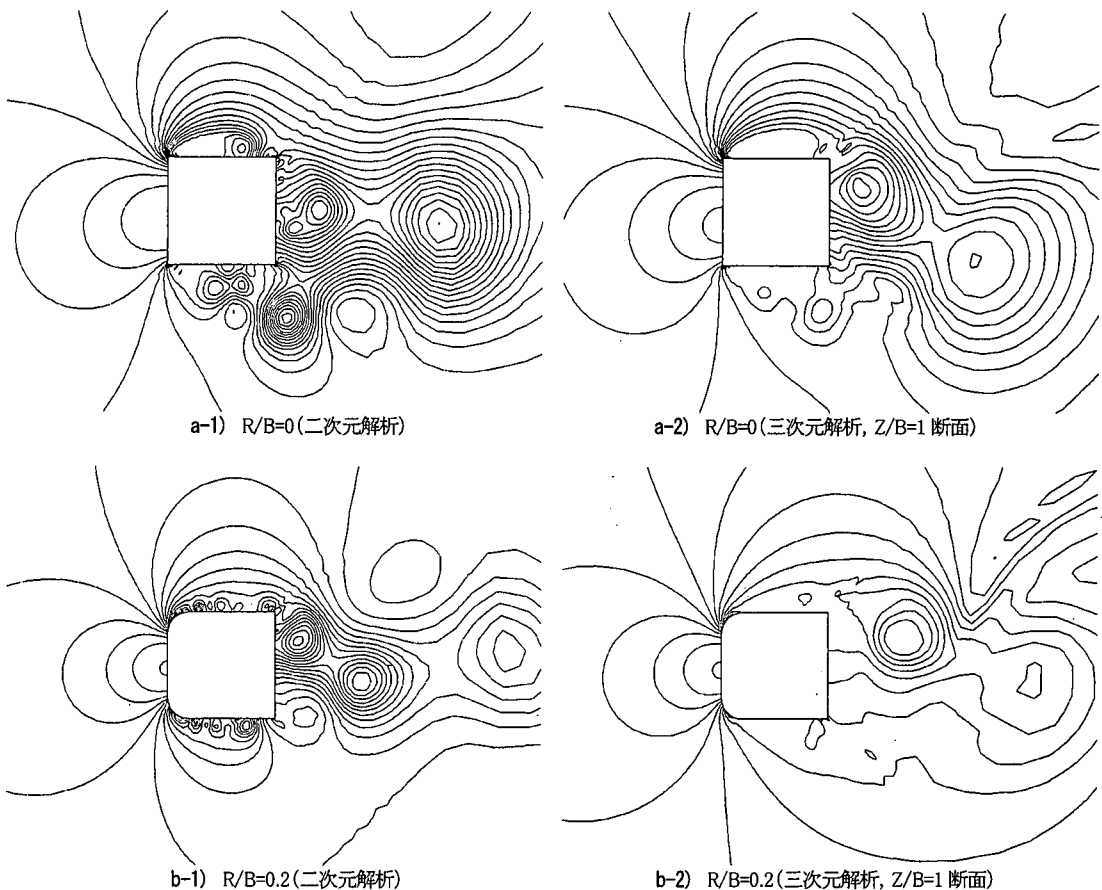 a-1) R/B=0(二次元解析)
a-2) R/B=0(三次元解析, Z/B=1 断面)
b-1) R/B=0.2(二次元解析)
b-2) R/B=0.2(三次元解析, Z/B=1 断面)